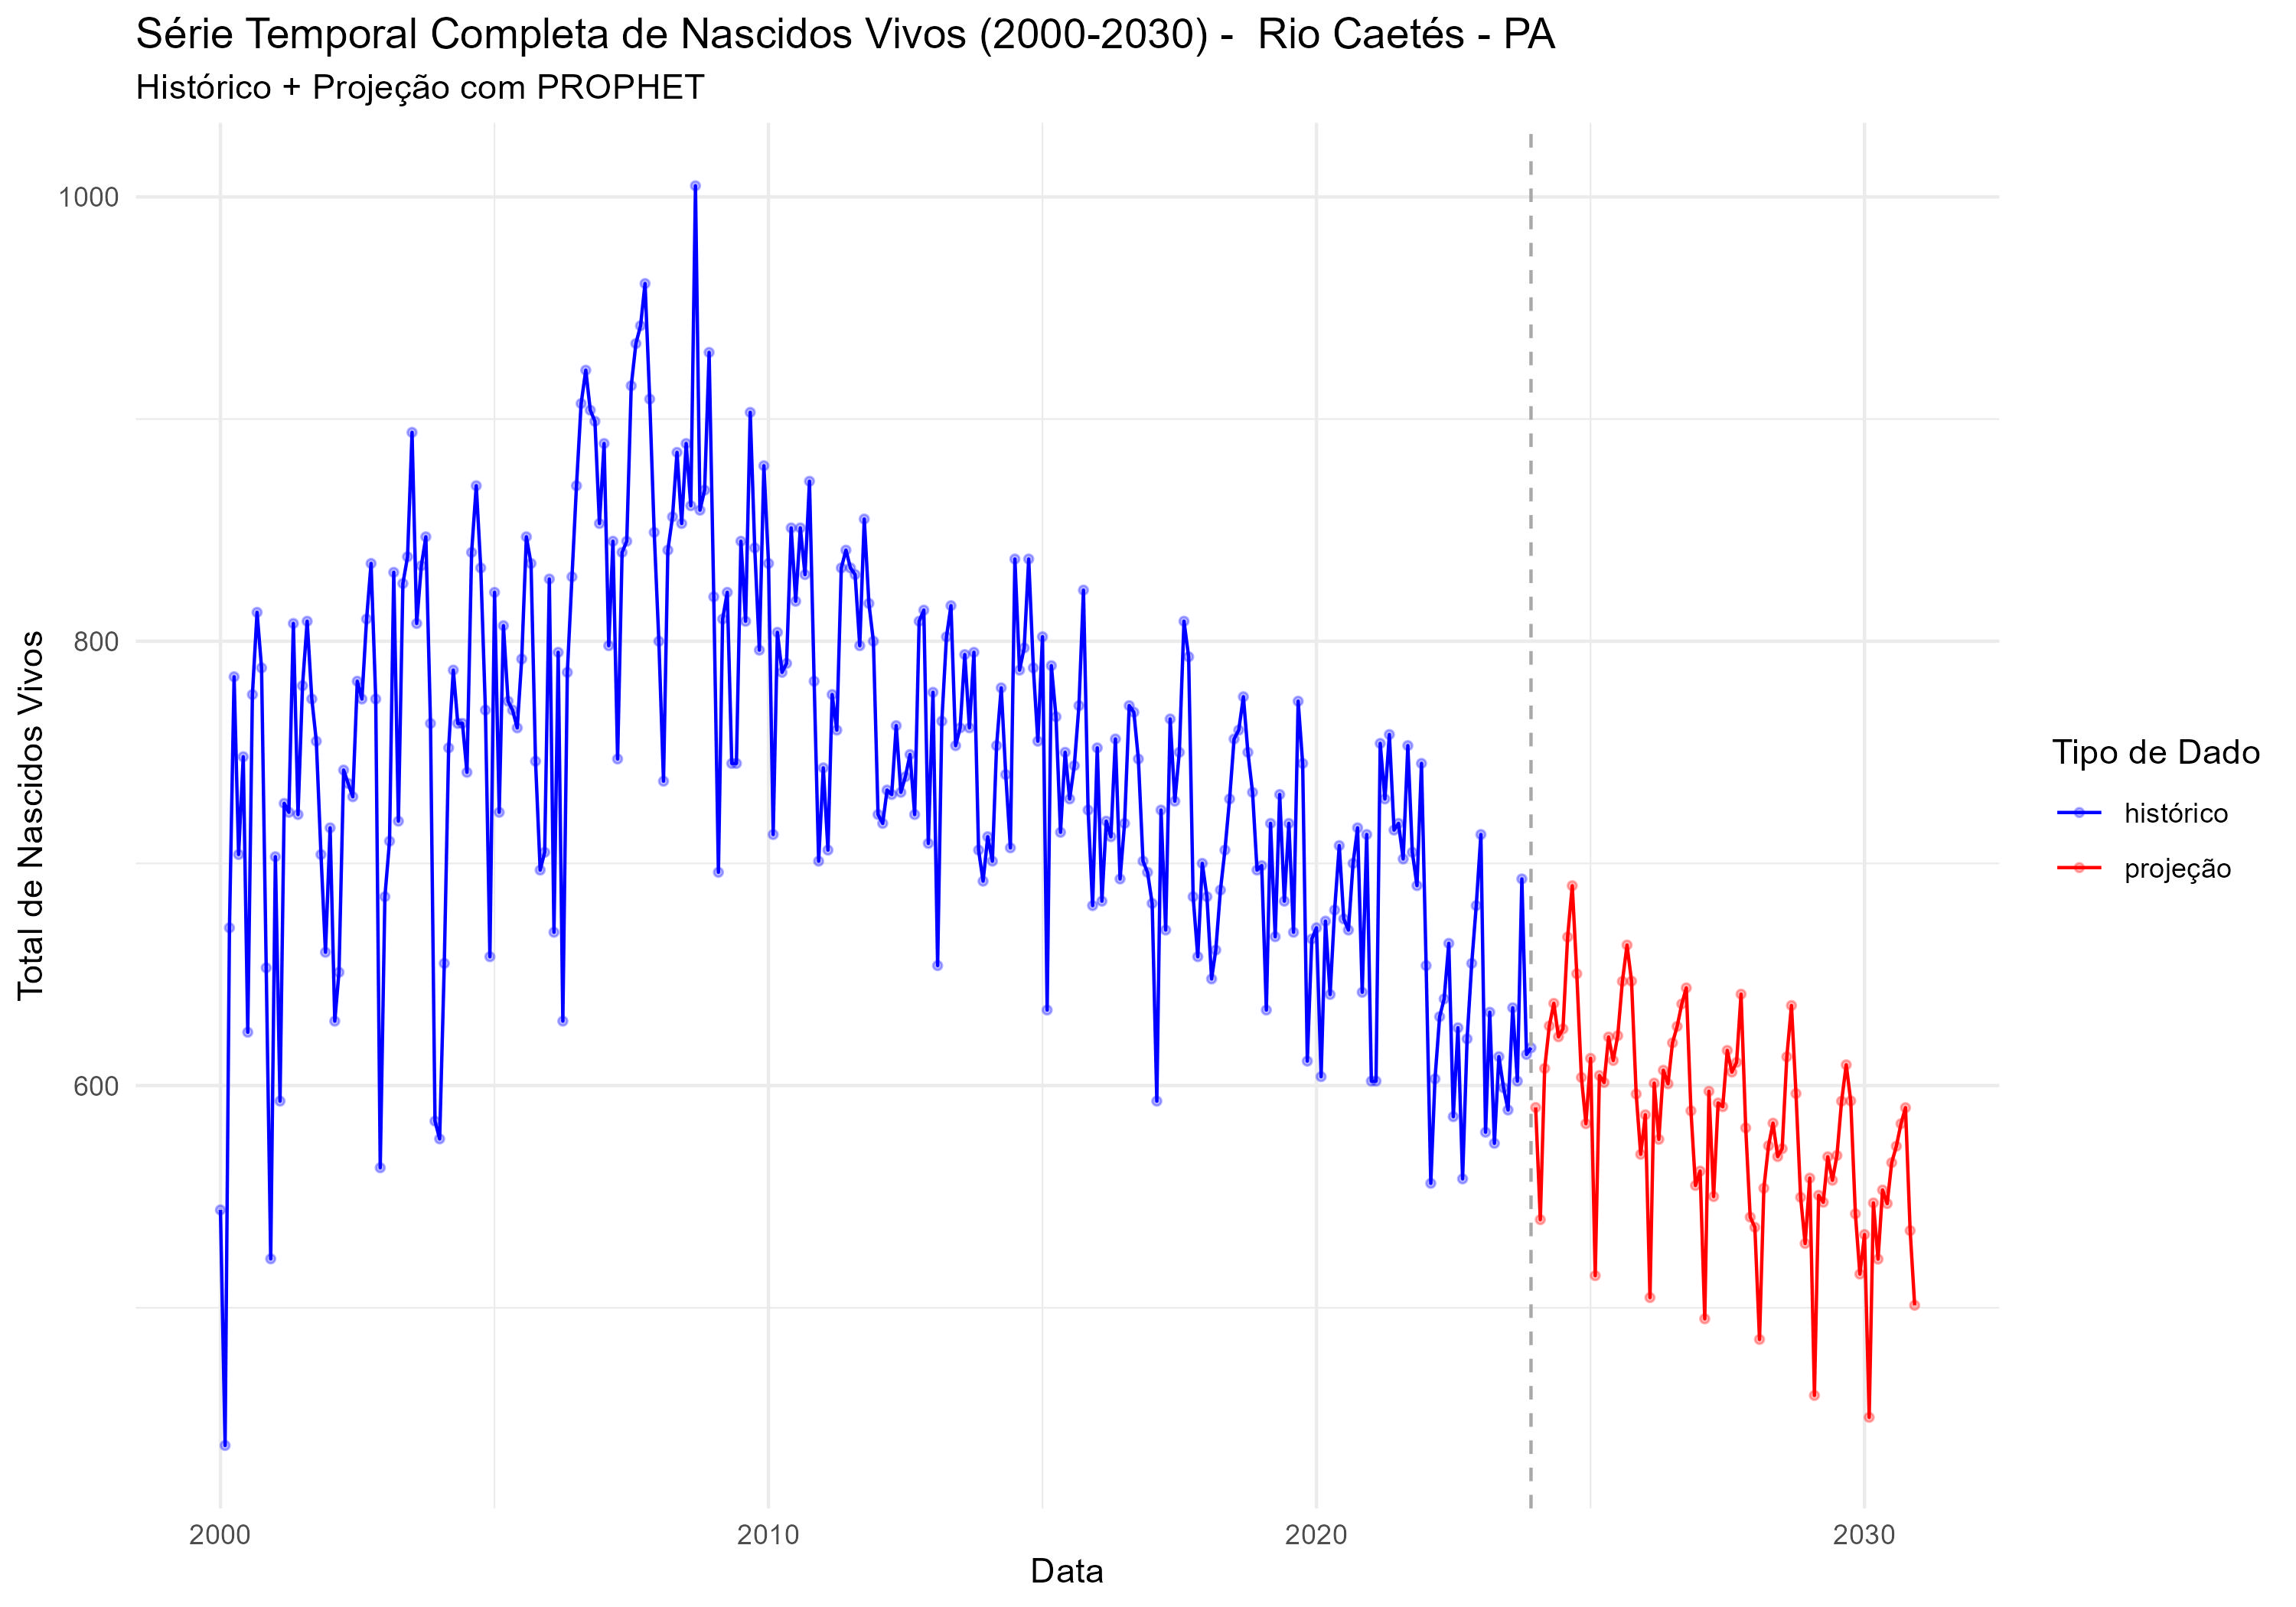 Série Temporal Completa de Nascidos Vivos (2000-2030) -  Rio Caetés - PA
Histórico + Projeção com PROPHET
Total de Nascidos Vivos
1000
800
600
2000
2010
2020
2030
Data
Tipo de Dado
histórico
projeção